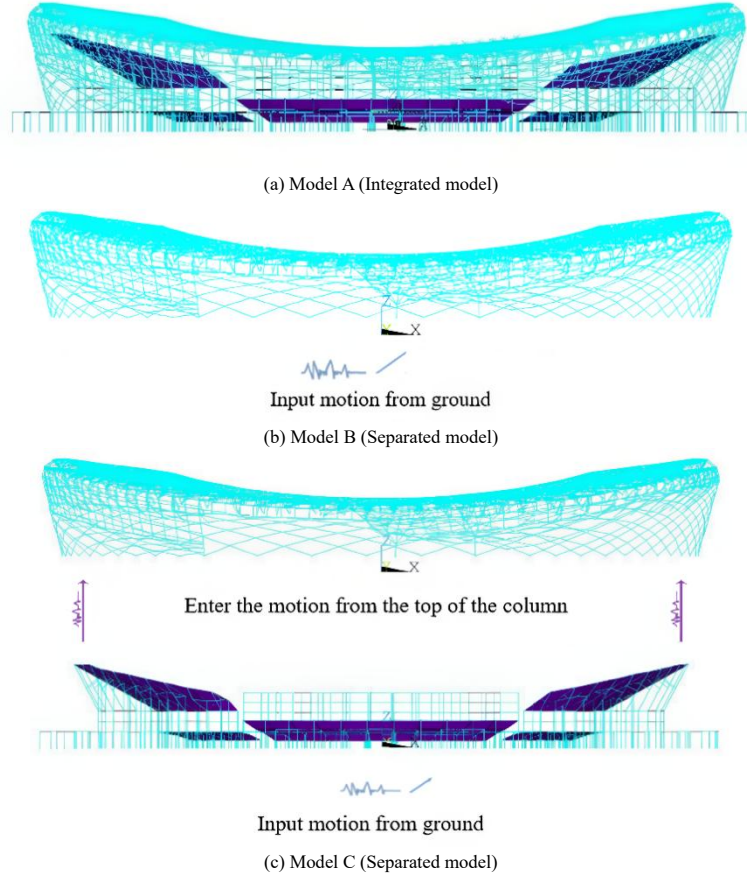 (a) Model A (Integrated model)
Z
X
Input motion from ground
(b) Model B (Separated model)
Z
X
Enter the motion from the top of the column
Z
X
Input motion from ground
(c) Model C (Separated model)